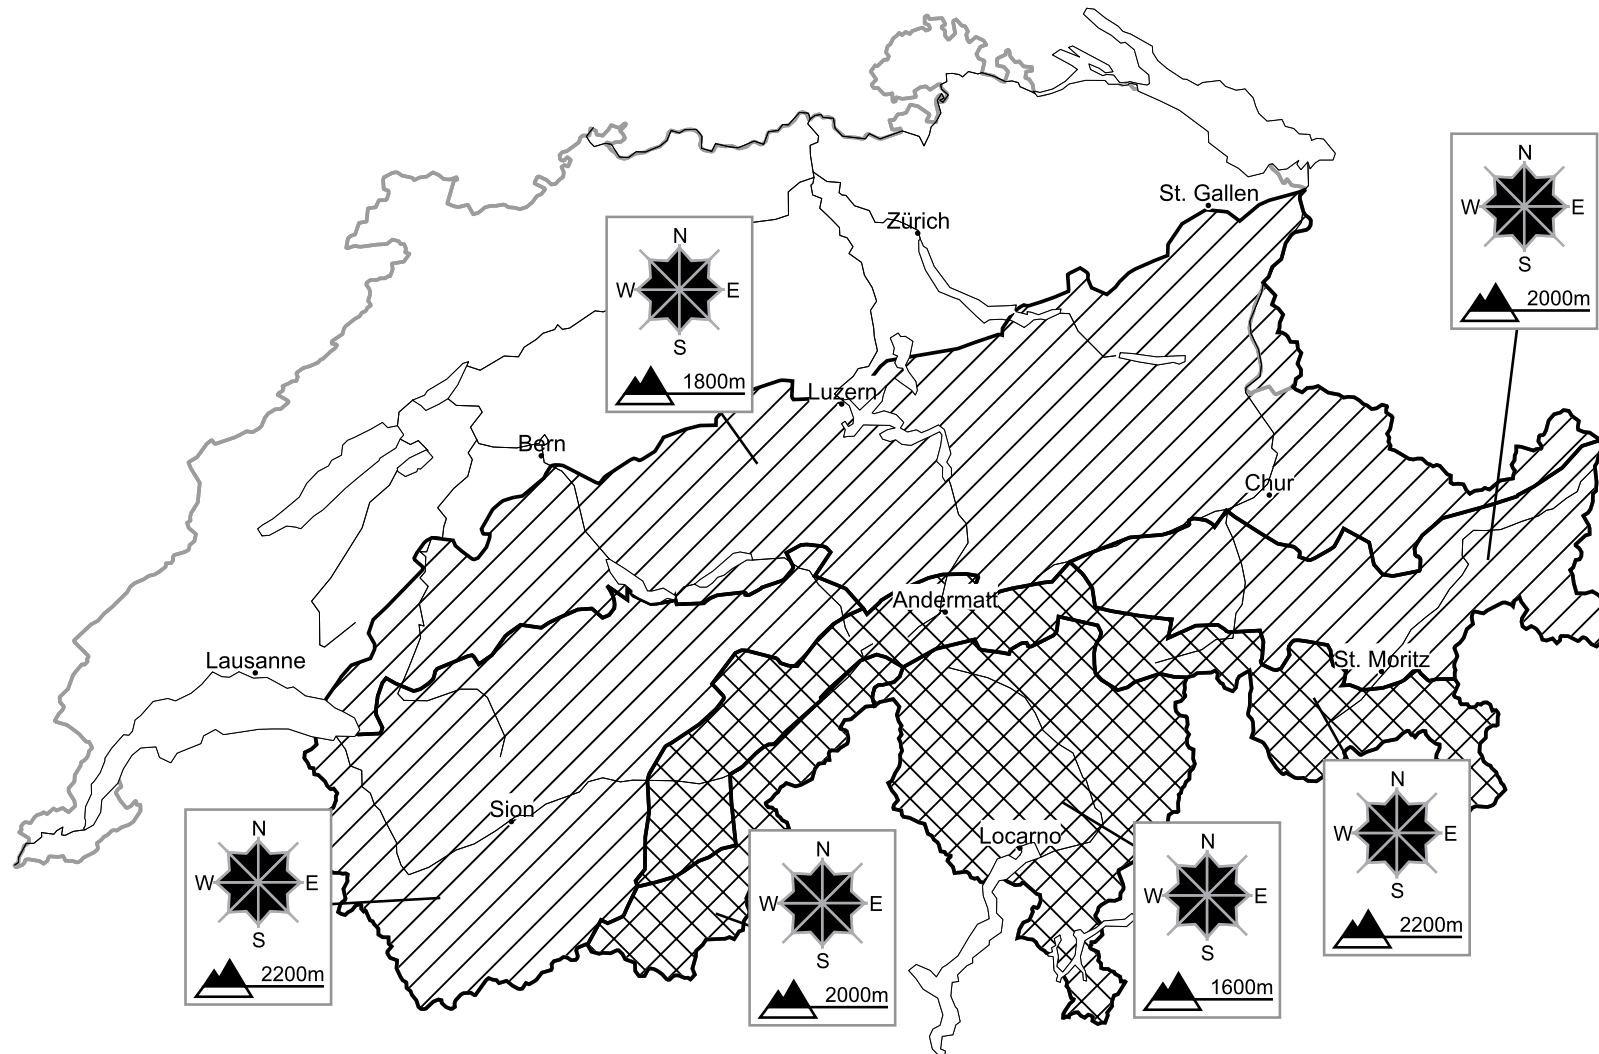 St. Gallen
Zürich
N
W E
S
2000m
N
W E
S
1800m
Luzern
Bern
Chur
Andermatt
Lausanne
St. Moritz
Sion
Locarno
N
W E
S
2200m
N
W E
S
2000m
N
W E
S
1600m
N
W E
S
2200m